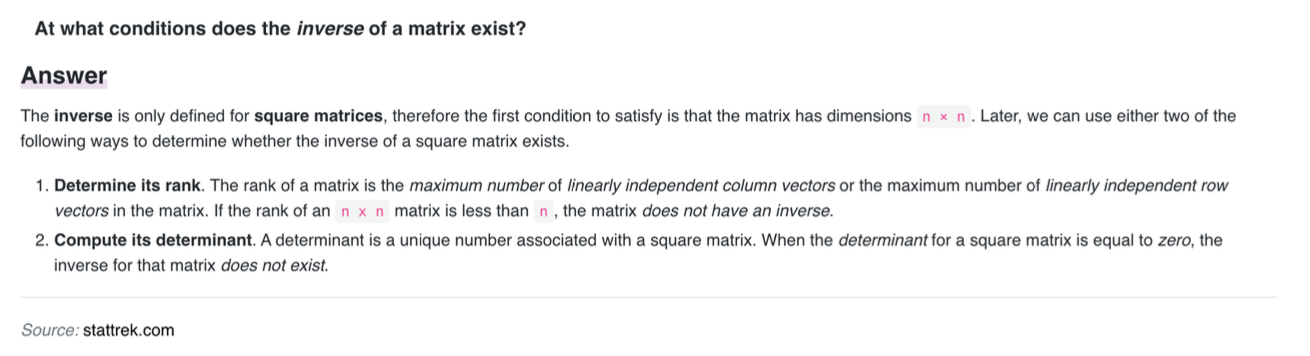 At what conditions does the inverse of a matrix exist?
Answer
The inverse is only defined for square matrices, therefore the first condition to satisfy is that the matrix has dimensions n × n . Later, we can use either two of the
following ways to determine whether the inverse of a square matrix exists.
1. Determine its rank. The rank of a matrix is the maximum number of linearly independent column vectors or the maximum number of linearly independent row
vectors in the matrix. If the rank of an n x n matrix is less than n , the matrix does not have an inverse.
2. Compute its determinant. A determinant is a unique number associated with a square matrix. When the determinant for a square matrix is equal to zero, the
inverse for that matrix does not exist.
Source: stattrek.com